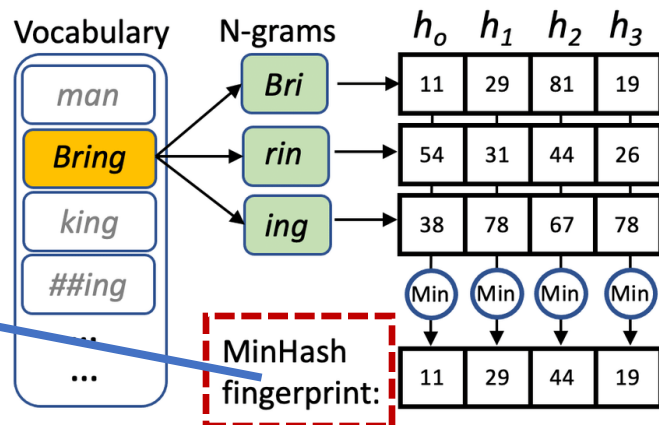 Vocabulary
N-grams
h₀ h₁ h₂ h₃
man
Bring
king
##ing
...
...
Bri
rin
ing
11 29 81 19
54 31 44 26
38 78 67 78
Min Min Min Min
MinHash
fingerprint:
11 29 44 19